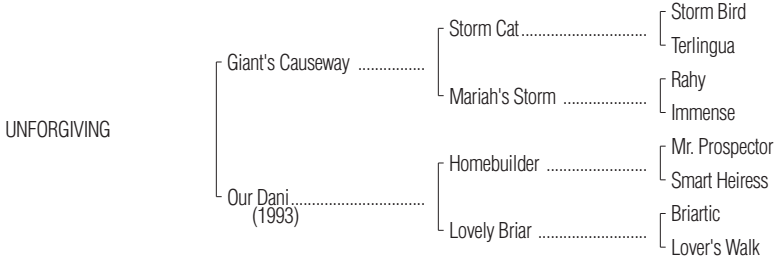 Storm Bird
Storm Cat
Terlingua
Giant's Causeway
Rahy
Mariah's Storm
Immense
UNFORGIVING
Mr. Prospector
Homebuilder
Smart Heiress
Our Dani
(1993)
Briartic
Lovely Briar
Lover's Walk